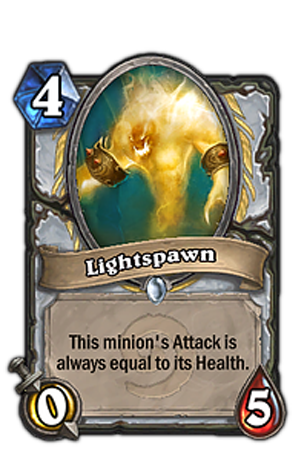 4
Lightspawn
This minion's Attack is
always equal to its Health.
0
5